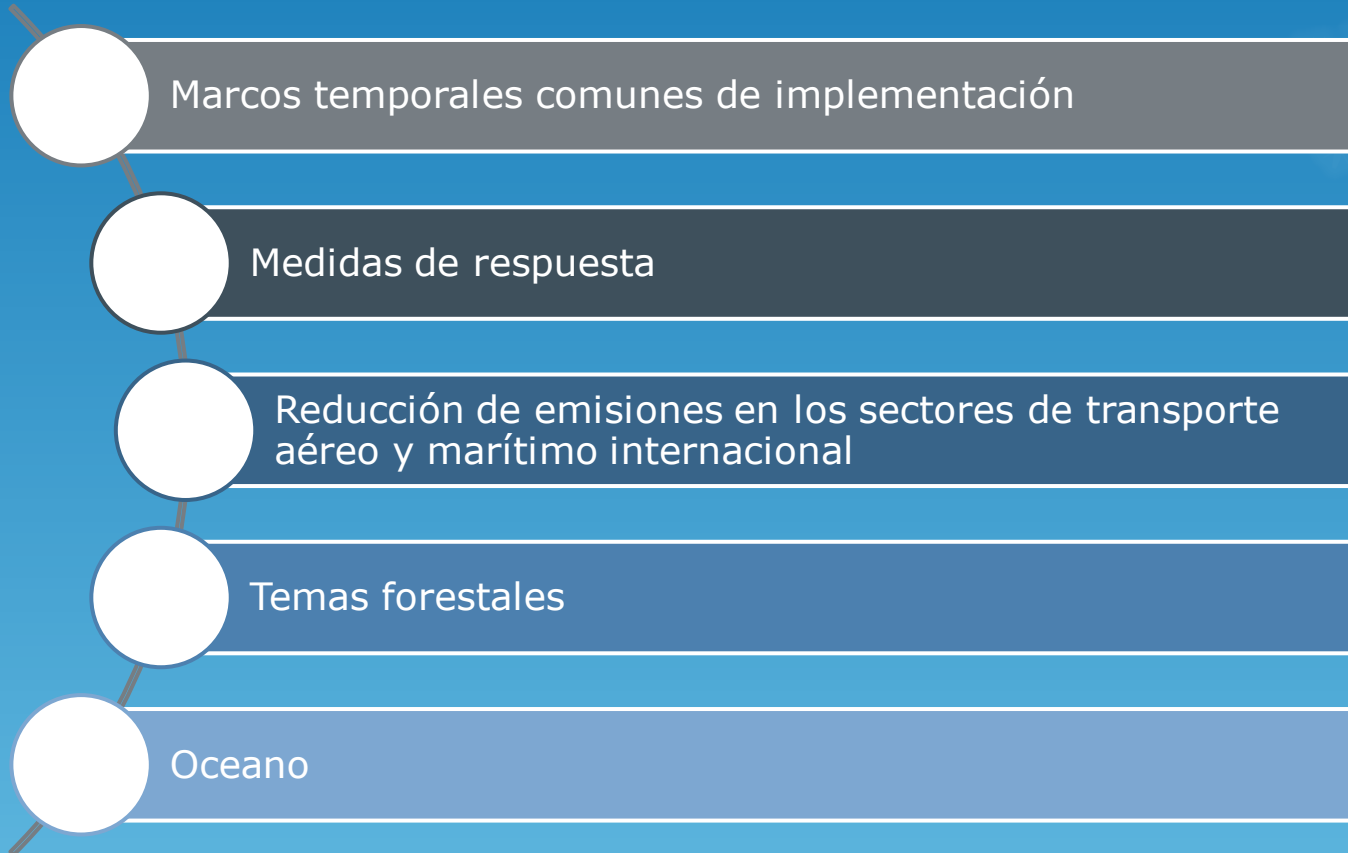 Marcos temporales comunes de implementación
Medidas de respuesta
Reducción de emisiones en los sectores de transporte
aéreo y marítimo internacional
Temas forestales
Oceano